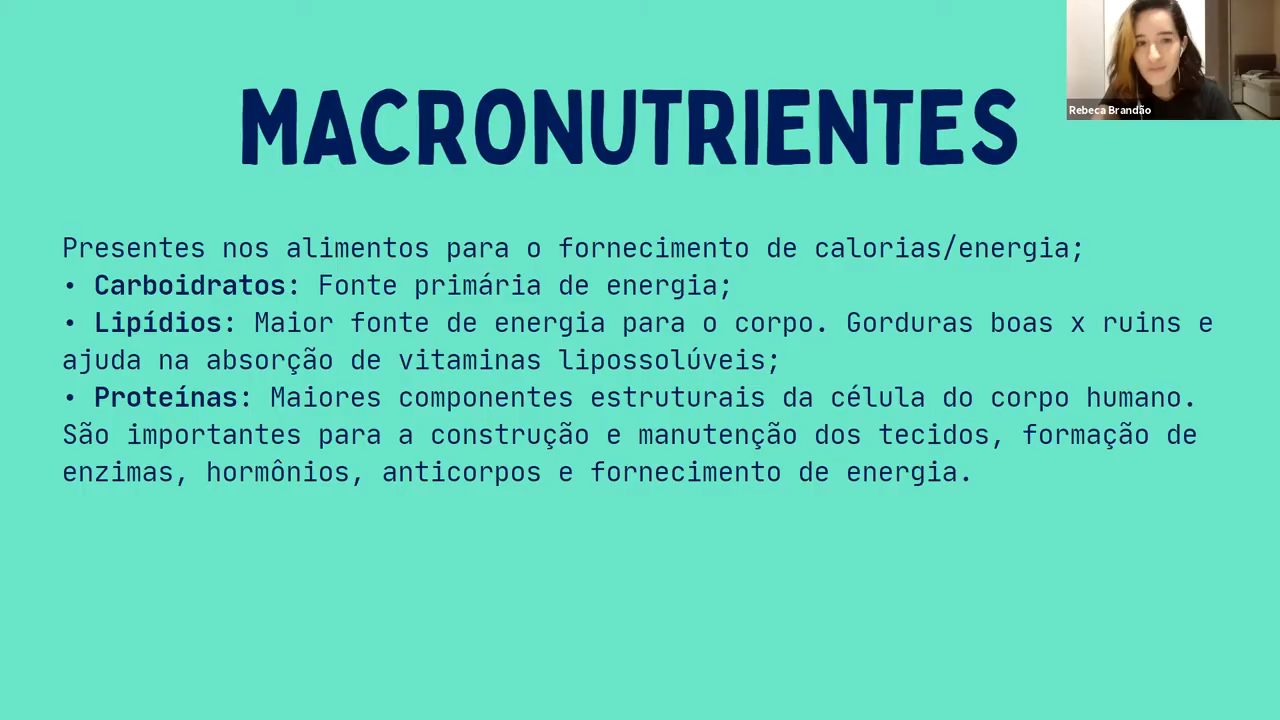 MACRONUTRIENTES
Rebeca Brandão
Presentes nos alimentos para o fornecimento de calorias/energia;
• Carboidratos: Fonte primária de energia;
• Lipídios: Maior fonte de energia para o corpo. Gorduras boas x ruins e
ajuda na absorção de vitaminas lipossolúveis;
• Proteínas: Maiores componentes estruturais da célula do corpo humano.
São importantes para a construção e manutenção dos tecidos, formação de
enzimas, hormônios, anticorpos e fornecimento de energia.